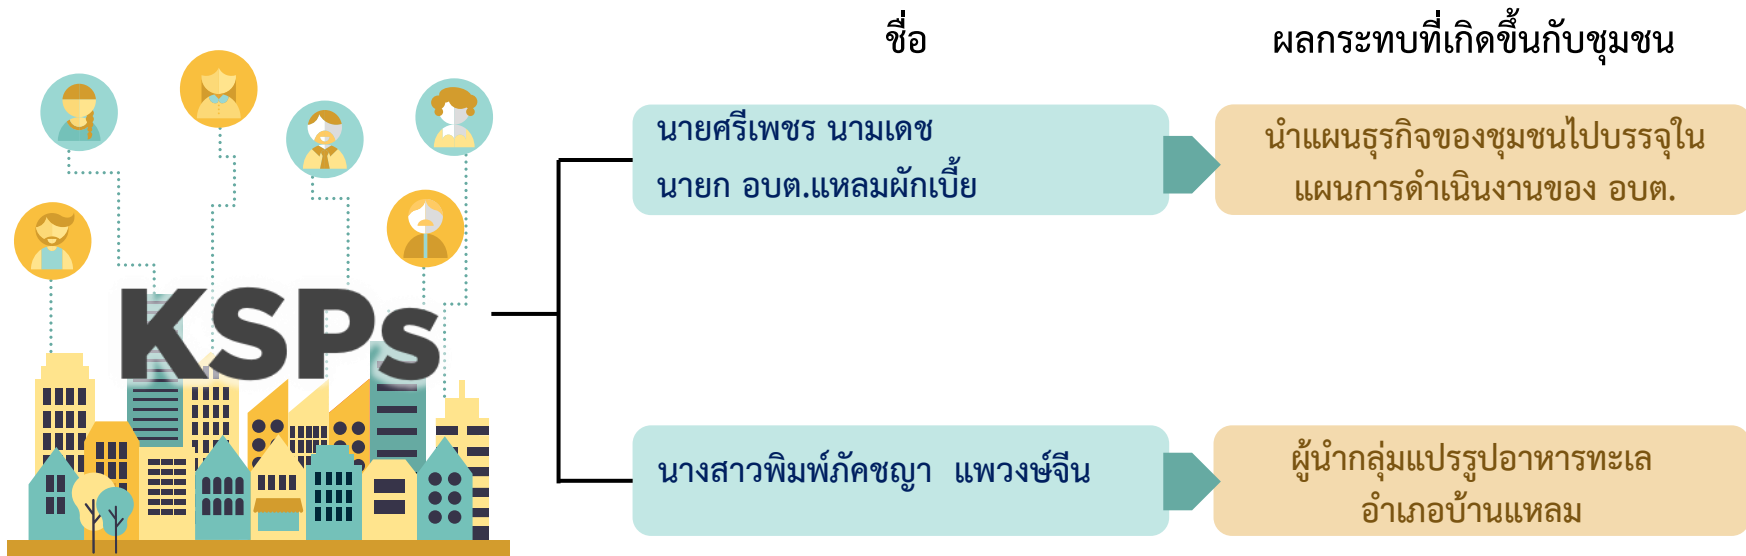 ชื่อ
ผลกระทบที่เกิดขึ้นกับชุมชน
KSPs
นายศรีเพชร นามเดช
นายก อบต.แหลมผักเบี้ย
นำแผนธุรกิจของชุมชนไปบรรจุใน
แผนการดำเนินงานของ อบต.
นางสาวพิมพ์ภัคชญา แพวงษ์จีน
ผู้นำกลุ่มแปรรูปอาหารทะเล
อำเภอบ้านแหลม